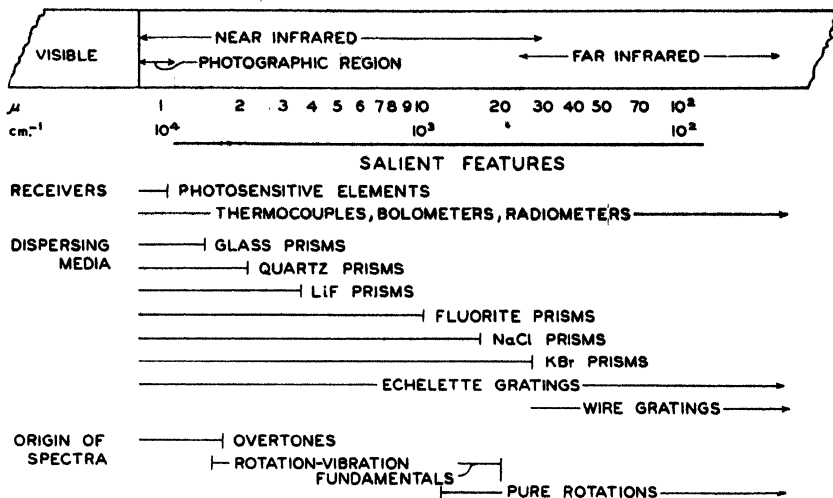 NEAR INFRARED
VISIBLE
FAR INFRARED
PHOTOGRAPHIC REGION
μ 1 2 3 4 5 6 7 8 9 10 20 30 40 50 70 10²
cm.⁻¹ 10⁴ 10³ 10²
SALIENT FEATURES
RECEIVERS PHOTOSENSITIVE ELEMENTS
THERMOCOUPLES, BOLOMETERS, RADIOMETERS
DISPERSING GLASS PRISMS
MEDIA QUARTZ PRISMS
LiF PRISMS
FLUORITE PRISMS
NaCl PRISMS
KBr PRISMS
ECHELETTE GRATINGS
WIRE GRATINGS
ORIGIN OF OVERTONES
SPECTRA ROTATION-VIBRATION
FUNDAMENTALS
PURE ROTATIONS